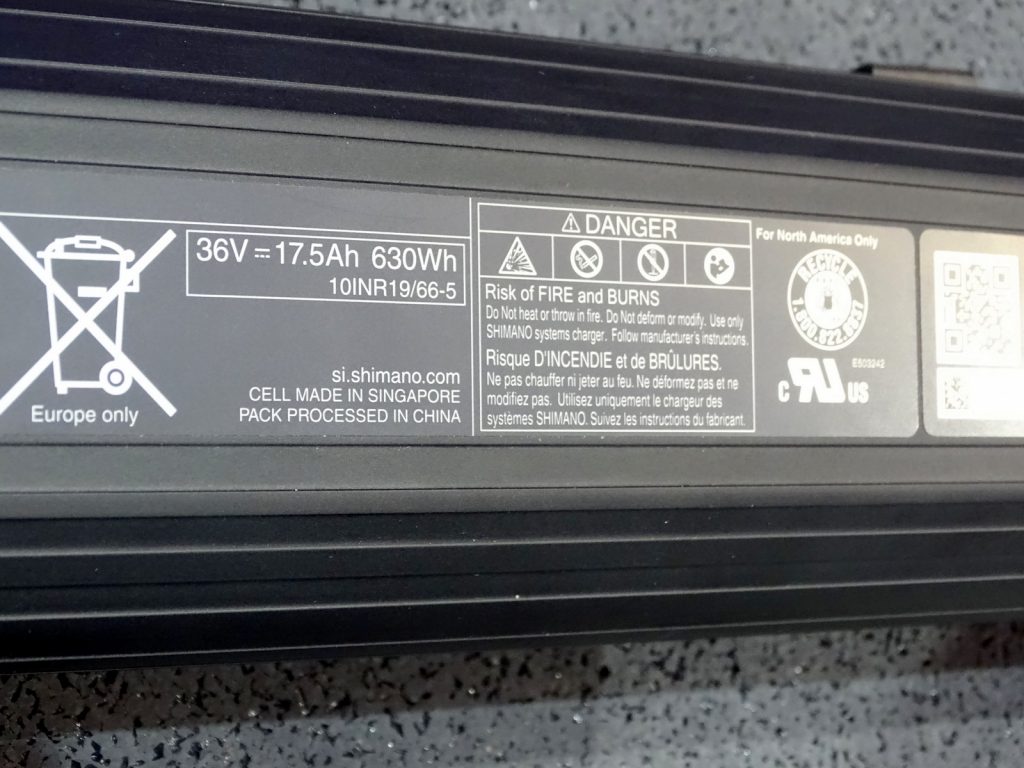 36V⎓17.5Ah 630Wh
10INR19/66-5
si.shimano.com
CELL MADE IN SINGAPORE
PACK PROCESSED IN CHINA
Europe only
DANGER
Risk of FIRE and BURNS
Do Not heat or throw in fire. Do Not deform or modify. Use only
SHIMANO systems charger. Follow manufacturer's instructions.
Risque D'INCENDIE et de BRÛLURES.
Ne pas chauffer ni jeter au feu. Ne déformez pas et ne
modifiez pas. Utilisez uniquement le chargeur des
systèmes SHIMANO. Suivez les instructions du fabricant.
For North America Only
RECYCLE
1.800.822.8837
E503242
C RU US